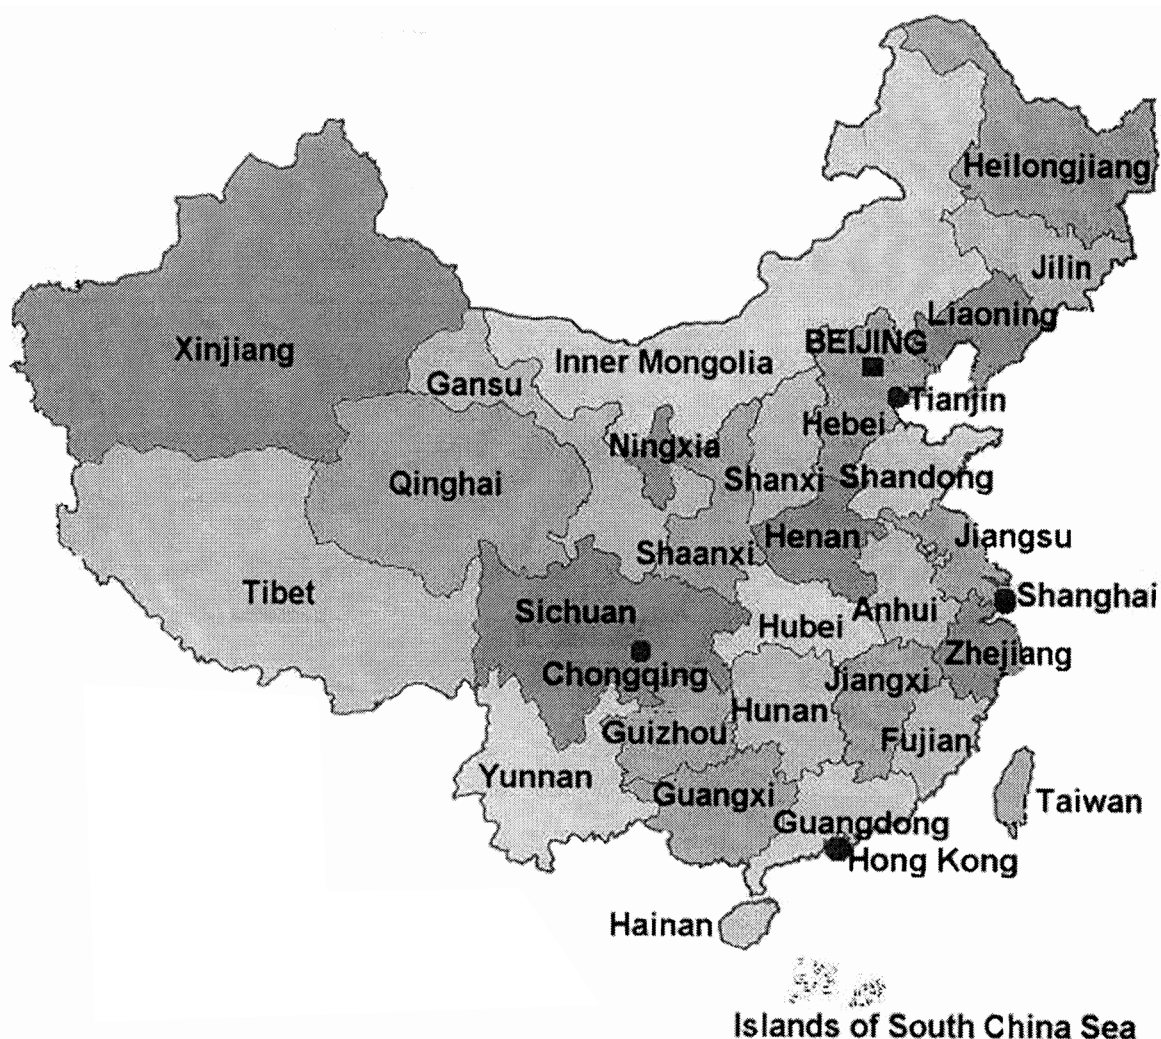 Heilongjiang
Jilin
Liaoning
Xinjiang
BEIJING
Inner Mongolia
Gansu
Tianjin
Hebei
Ningxia
Qinghai
Shanxi
Shandong
Henan
Jiangsu
Shaanxi
Tibet
Shanghai
Sichuan
Anhui
Hubei
Zhejiang
Chongqing
Jiangxi
Hunan
Guizhou
Fujian
Yunnan
Guangxi
Taiwan
Guangdong
Hong Kong
Hainan
Islands of South China Sea